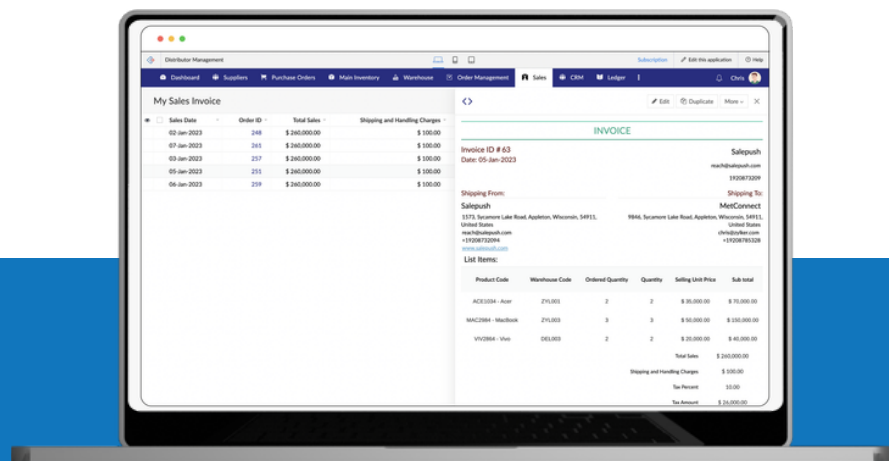 Distributor Management Subscription Edit this application Help
Dashboard Suppliers Purchase Orders Main Inventory Warehouse Order Management Sales CRM Ledger Chris
My Sales Invoice
Edit Duplicate More
Sales Date Order ID Total Sales Shipping and Handling Charges
02-Jan-2023 248 $ 260,000.00 $ 100.00
07-Jan-2023 261 $ 260,000.00 $ 100.00
03-Jan-2023 257 $ 260,000.00 $ 100.00
05-Jan-2023 251 $ 260,000.00 $ 100.00
06-Jan-2023 259 $ 260,000.00 $ 100.00
INVOICE
Invoice ID # 63
Date: 05-Jan-2023
Salepush
reach@salepush.com
1920873209
Shipping From:
Salepush
1573, Sycamore Lake Road, Appleton, Wisconsin, 54911,
United States
reach@salepush.com
+19208732094
www.salepush.com
Shipping To:
MetConnect
9846, Sycamore Lake Road, Appleton, Wisconsin, 54911,
United States
chris@zylker.com
+19208785328
List Items:
Product Code Warehouse Code Ordered Quantity Quantity Selling Unit Price Sub total
ACE1034 - Acer ZYL001 2 2 $ 35,000.00 $ 70,000.00
MAC2984 - MacBook ZYL003 3 3 $ 50,000.00 $ 150,000.00
VIV2864 - Vivo DEL003 2 2 $ 20,000.00 $ 40,000.00
Total Sales $ 260,000.00
Shipping and Handling Charges $ 100.00
Tax Percent 10.00
Tax Amount $ 26,000.00